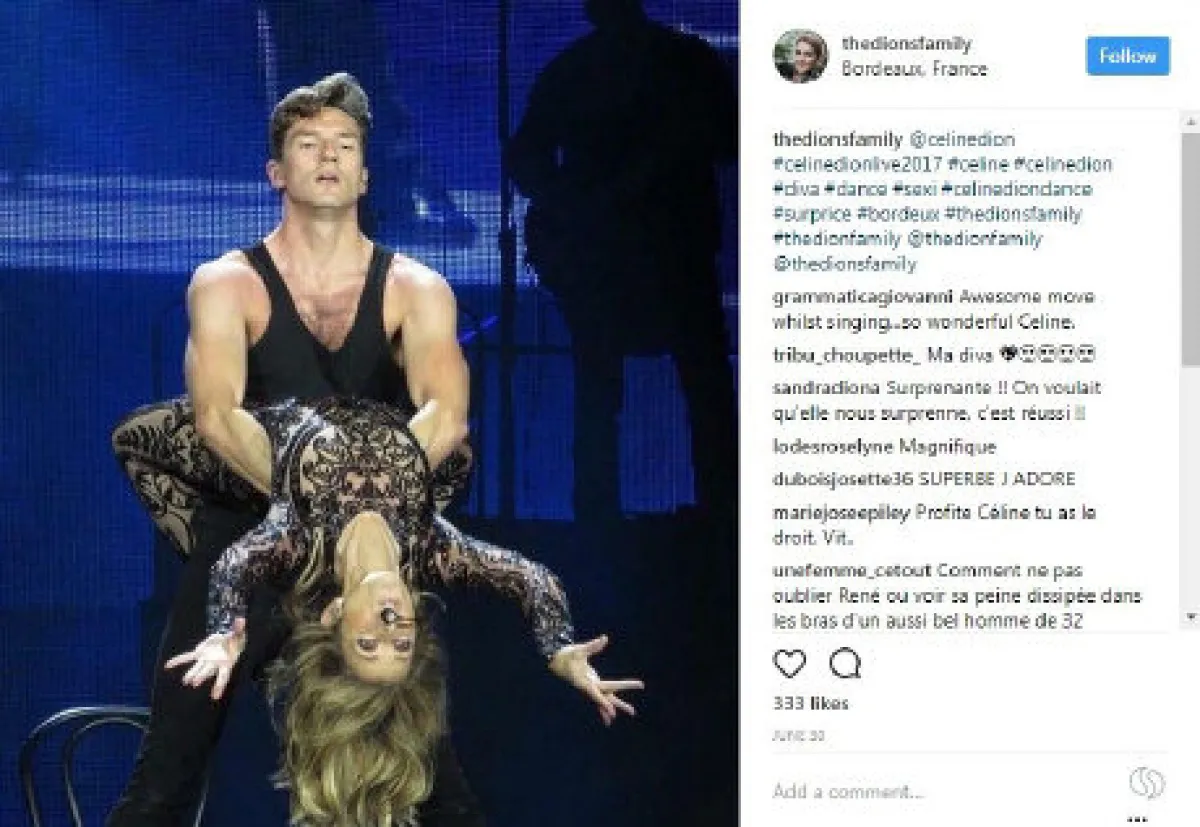 thedionsfamily
Bordeaux, France
Follow
thedionsfamily @celinedion
#celinedionlive2017 #celine #celinedion
#diva #dance #sexi #celinediondance
#surprice #bordeux #thedionsfamily
#thedionfamily @thedionfamily
@thedionsfamily
grammaticagiovanni Awesome move
whilst singing...so wonderful Celine.
tribu_choupette_ Ma diva
sandradiona Surprenante !! On voulait
qu'elle nous surprenne, c'est réussi !!
lodesroselyne Magnifique
duboisjosette36 SUPERBE J ADORE
mariejoseepiley Profite Céline tu as le
droit. Vit..
unefemme_cetout Comment ne pas
oublier René ou voir sa peine dissipée dans
les bras d'un aussi bel homme de 32
333 likes
JUNE 30
Add a comment...